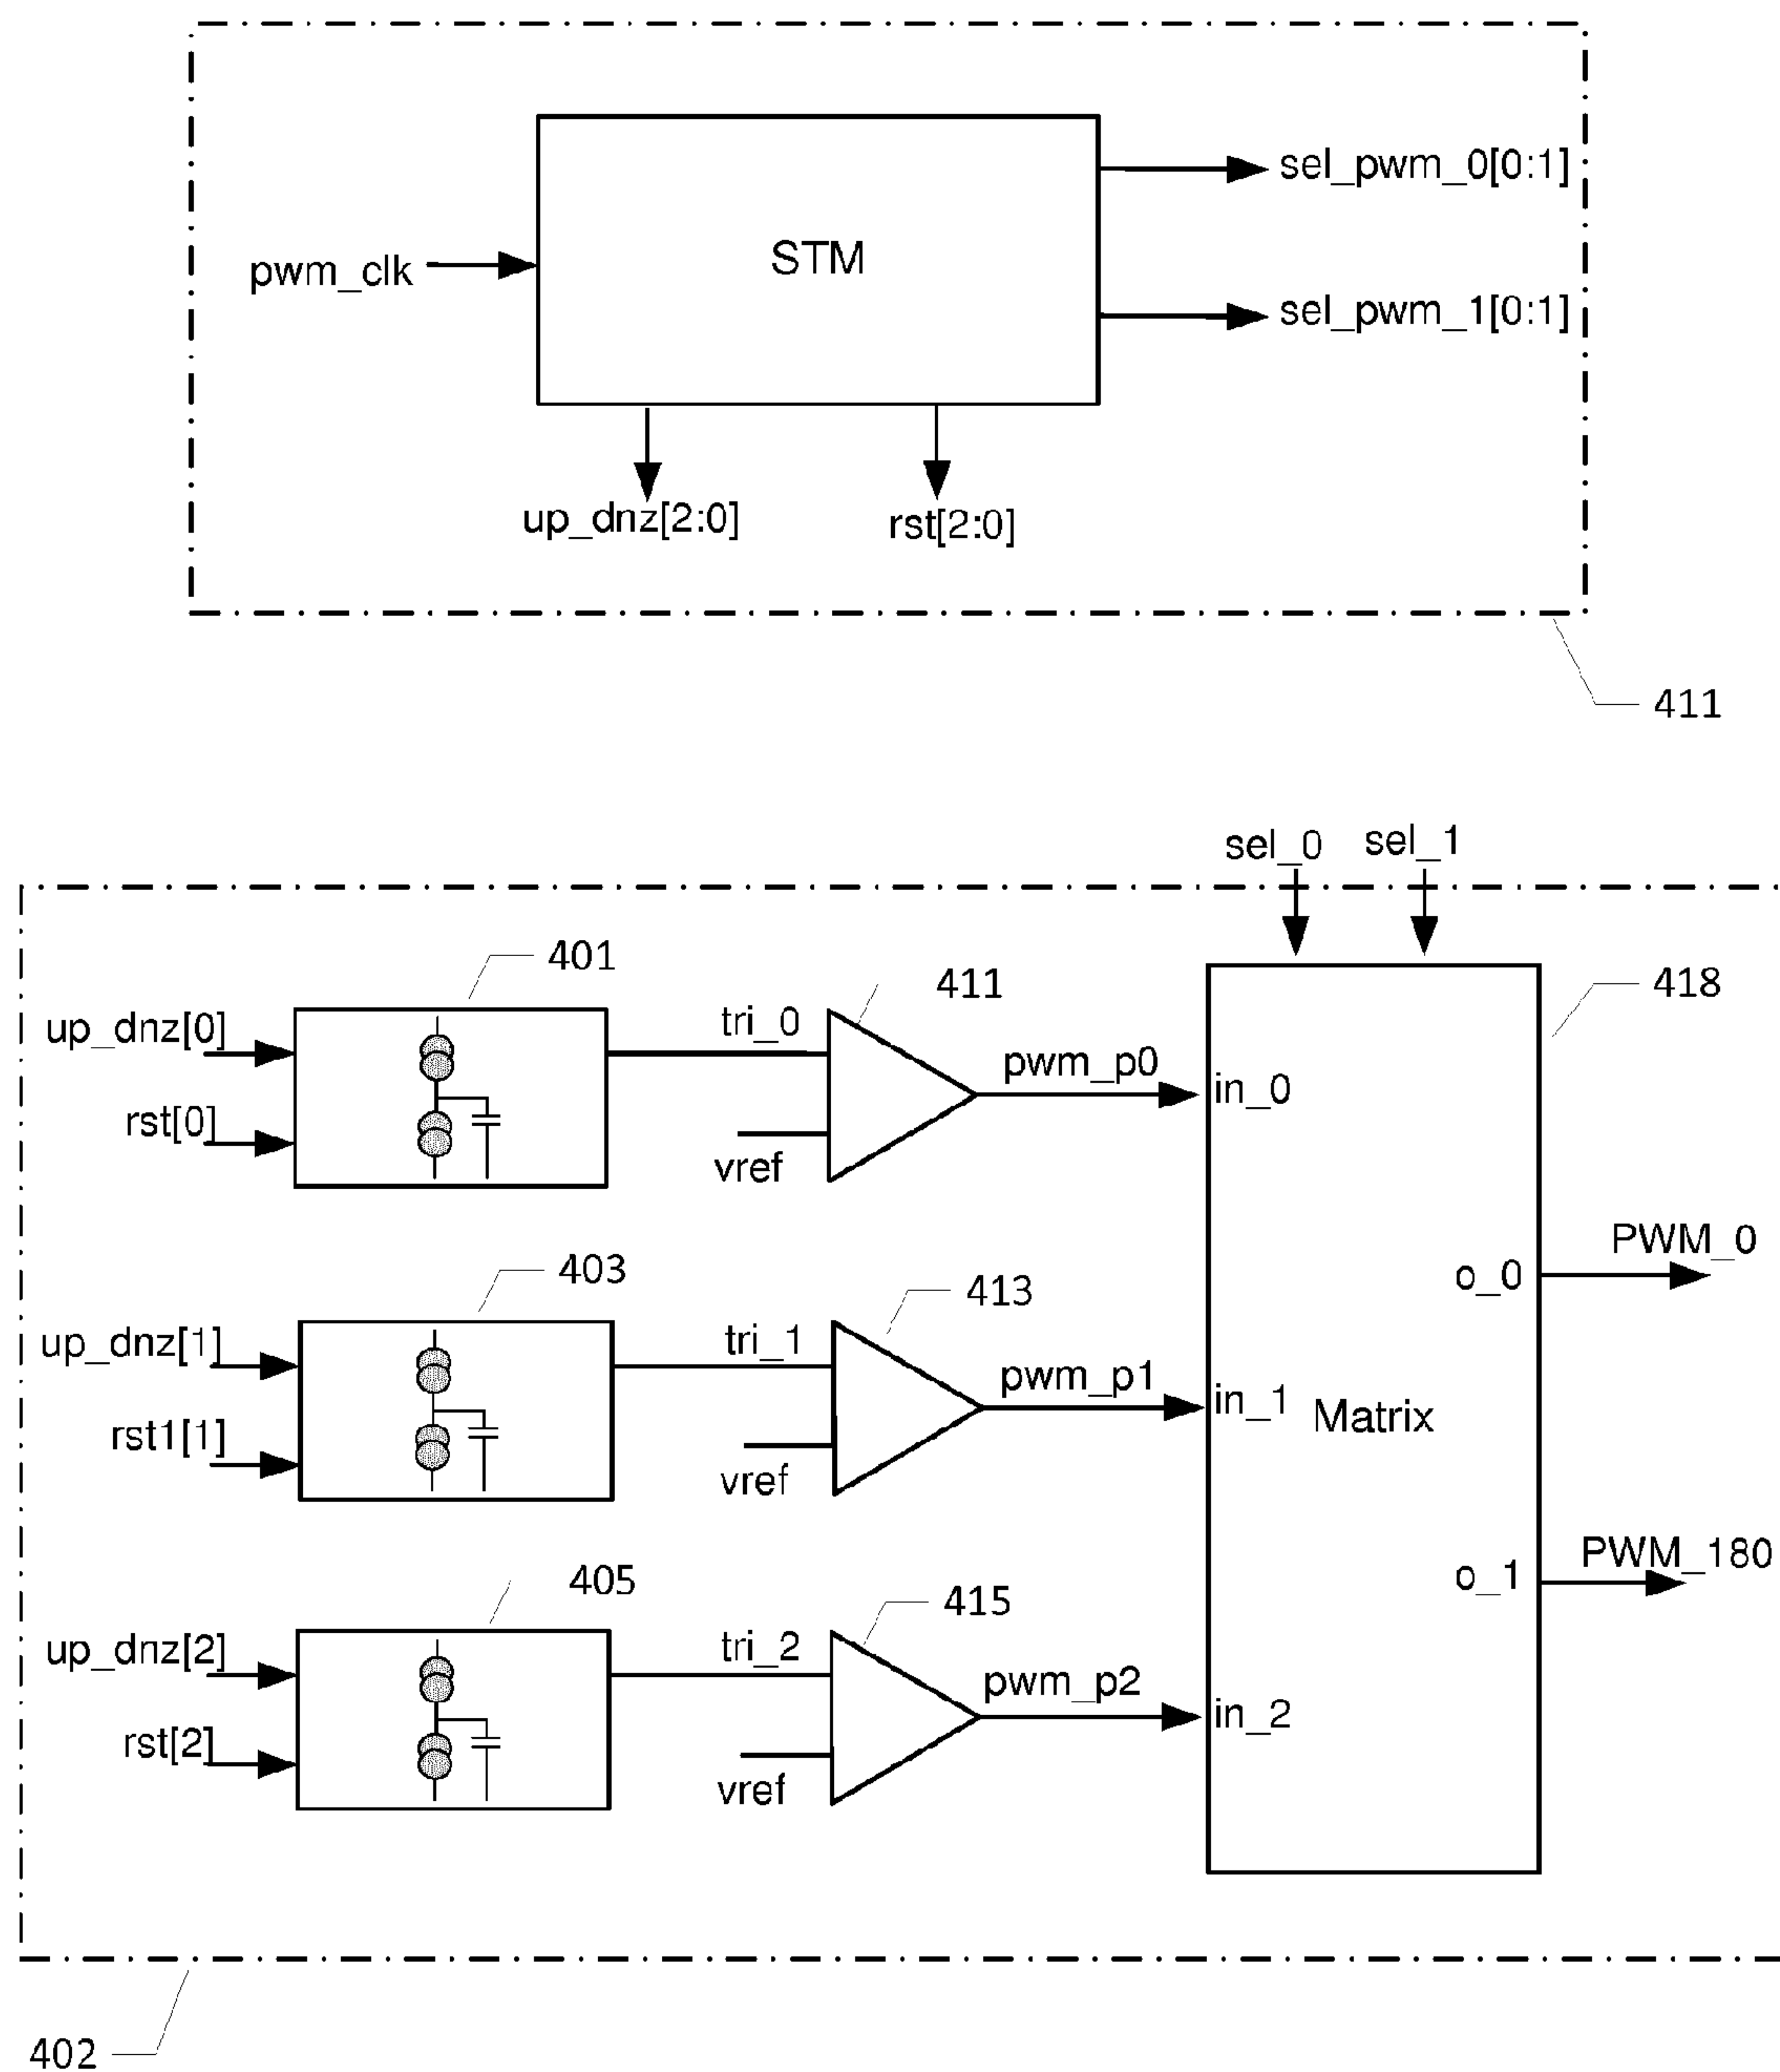 sel_pwm_0[0:1]
STM
pwm_clk
sel_pwm_1[0:1]
up_dnz[2:0]
rst[2:0]
411
sel_0
sel_1
401
411
418
up_dnz[0]
tri_0
pwm_p0
in_0
rst[0]
vref
PWM_0
403
o_0
413
up_dnz[1]
tri_1
pwm_p1
in_1
Matrix
rst1[1]
vref
PWM_180
405
o_1
415
up_dnz[2]
tri_2
pwm_p2
in_2
rst[2]
vref
402